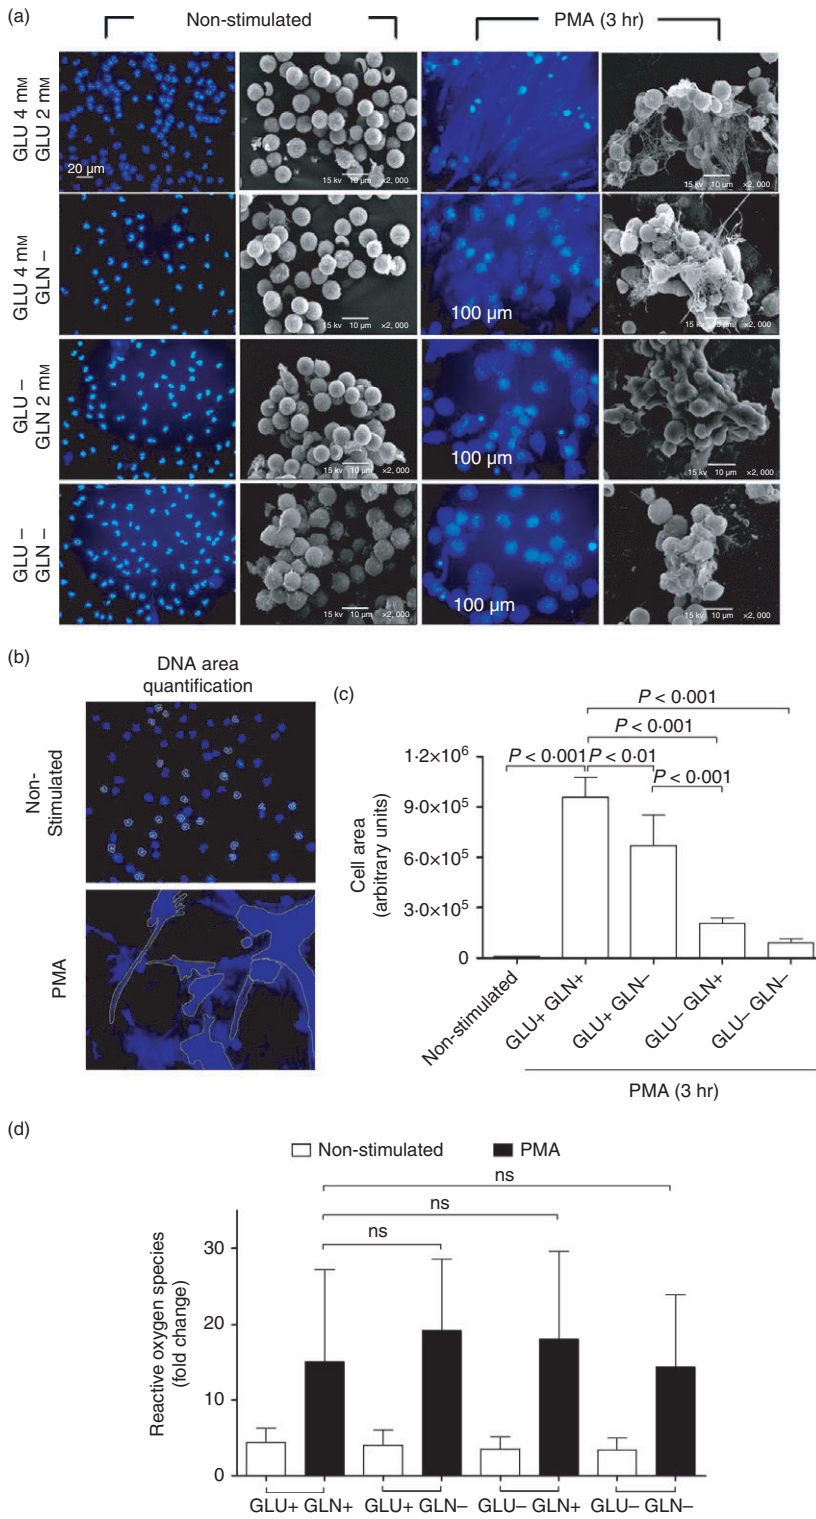 (a)
Non-stimulated PMA (3 hr)
GLU 4 mM
GLU 2 mM
20 µm
15 kv 10 µm ×2, 000
15 kv 10 µm ×2, 000
GLU 4 mM
GLN –
15 kv 10 µm ×2, 000
100 µm
15 kv 10 µm ×2, 000
GLU –
GLN 2 mM
15 kv 10 µm ×2, 000
100 µm
15 kv 10 µm ×2, 000
GLU –
GLN –
15 kv 10 µm ×2, 000
100 µm
15 kv 10 µm ×2, 000
(b)
DNA area
quantification
Non-
Stimulated
PMA
(c)
P < 0·001
P < 0·001
P < 0·001 P < 0·01
P < 0·001
Cell area
(arbitrary units)
1·2×10⁶
9·0×10⁵
6·0×10⁵
3·0×10⁵
0
Non-stimulated
GLU+ GLN+
GLU+ GLN–
GLU– GLN+
GLU– GLN–
PMA (3 hr)
(d)
Non-stimulated PMA
ns
ns
ns
Reactive oxygen species
(fold change)
30
20
10
0
GLU+ GLN+ GLU+ GLN– GLU– GLN+ GLU– GLN–